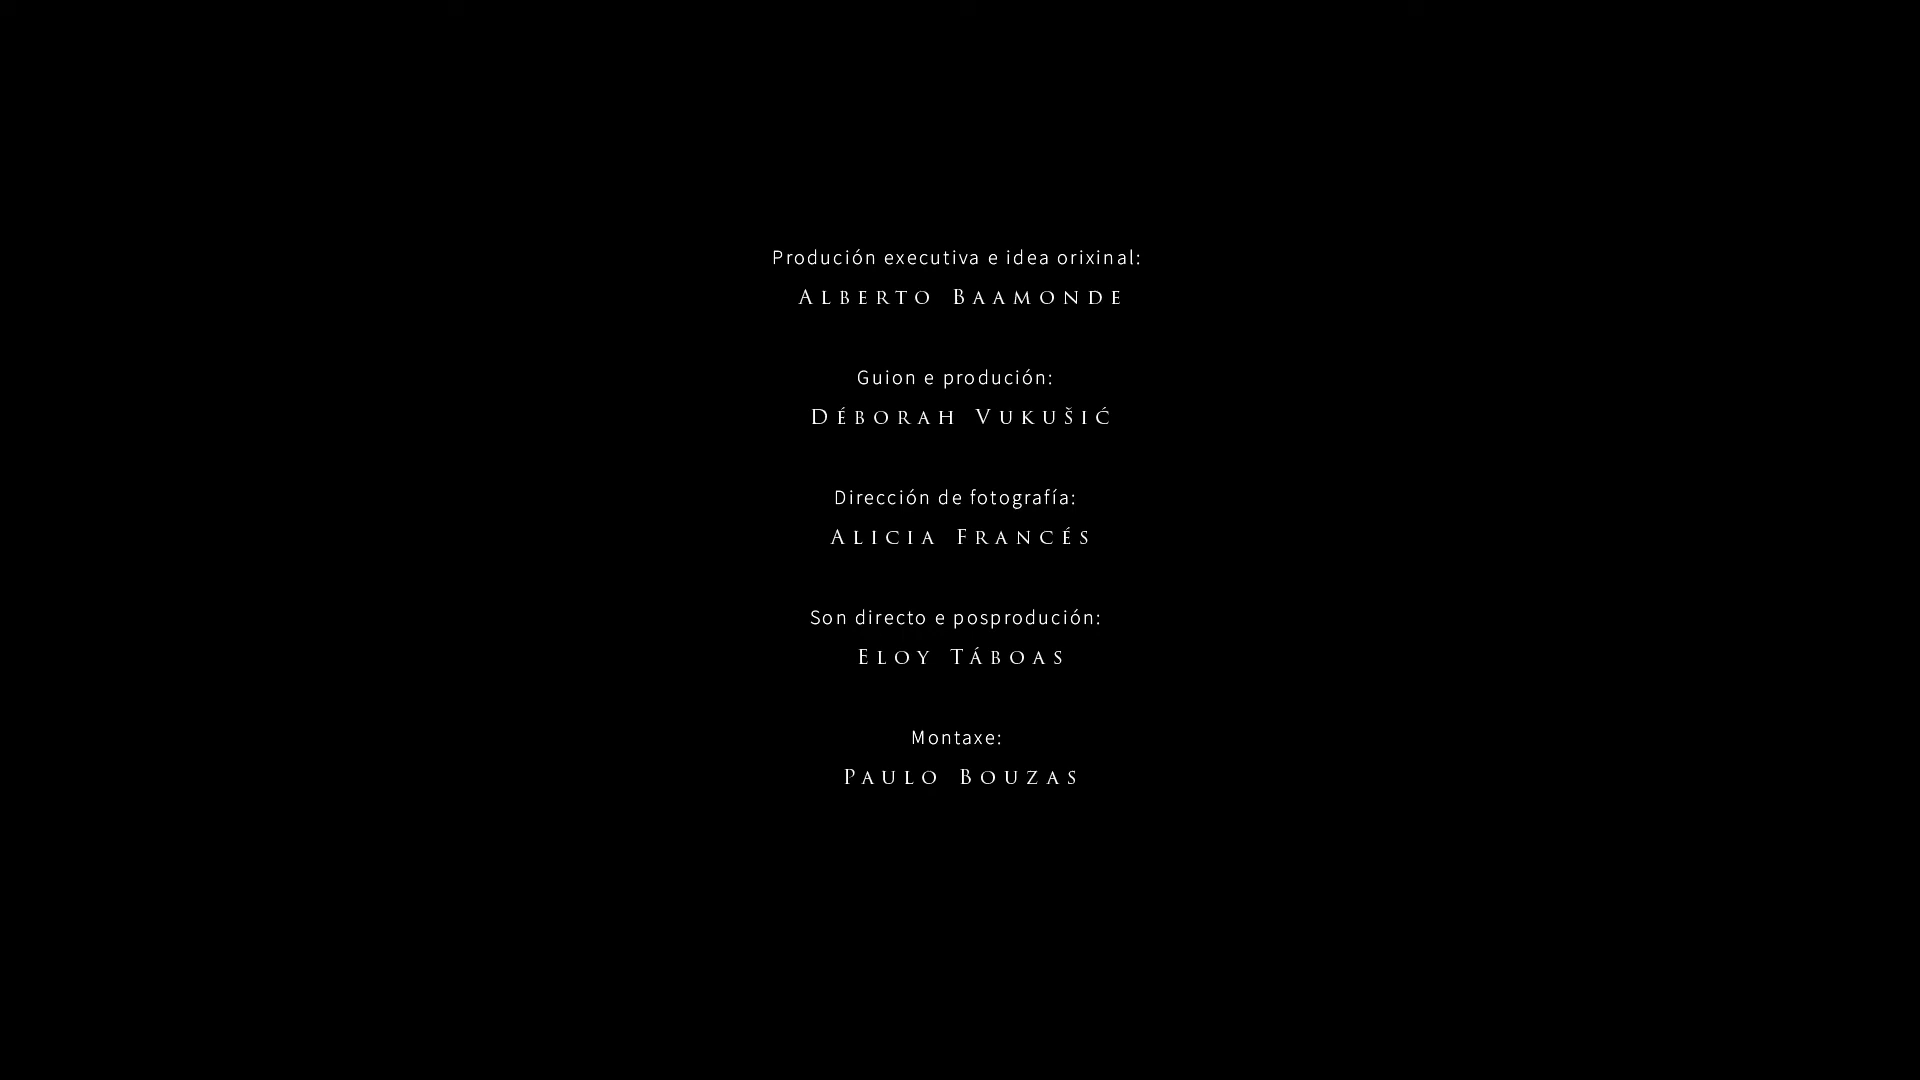 Produción executiva e idea orixinal:
Alberto Baamonde
Guion e produción:
Déborah Vukušić
Dirección de fotografía:
Alicia Francés
Son directo e posprodución:
Eloy Táboas
Montaxe:
Paulo Bouzas